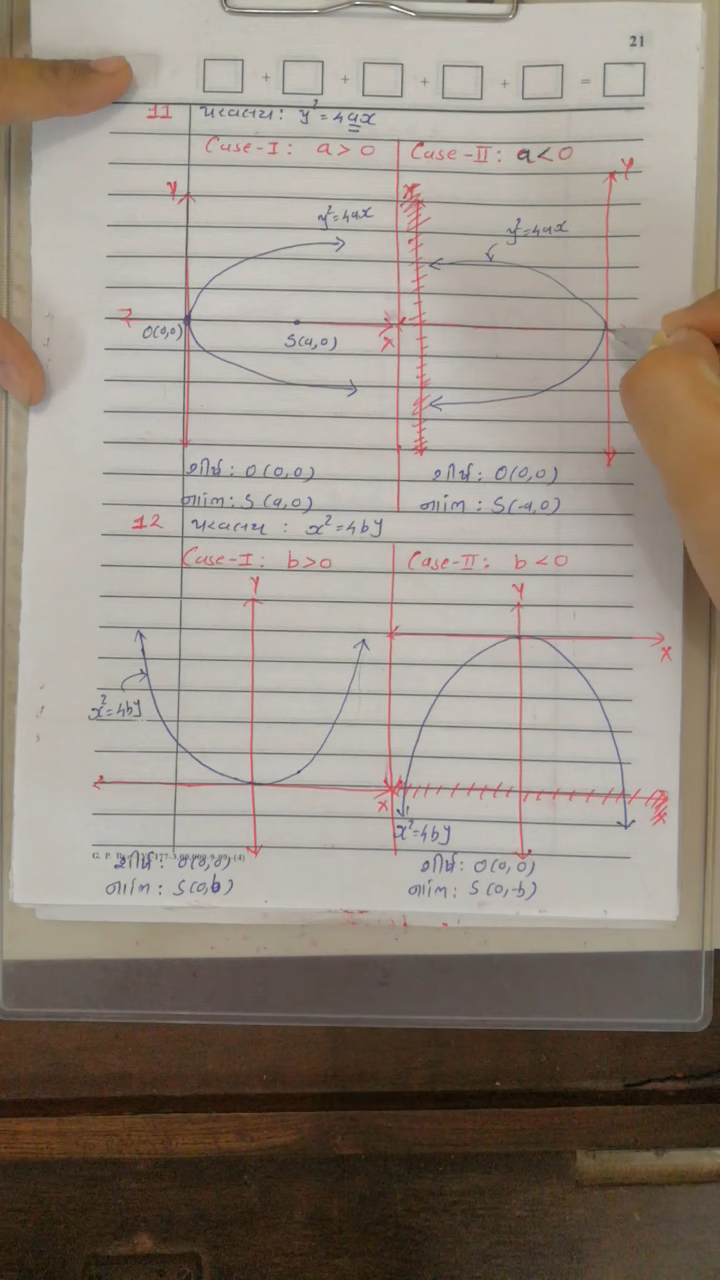 21
+ + + + =
11 પરવલય: y²=4ax
Case-I: a>0
Case-II: a<0
Y
X
Y
y²=4ax
y²=4ax
O(0,0)
S(a,0)
X
Y
શીર્ષ: O(0,0)
શીર્ષ: O(0,0)
નાભિ: S(a,0)
નાભિ: S(-a,0)
12 પરવલય: x²=4by
Case-I: b>0
Case-II: b<0
Y
Y
X
x²=4by
X
X
x²=4by
શીર્ષ: O(0,0)
શીર્ષ: O(0,0)
નાભિ: S(0,b)
નાભિ: S(0,-b)